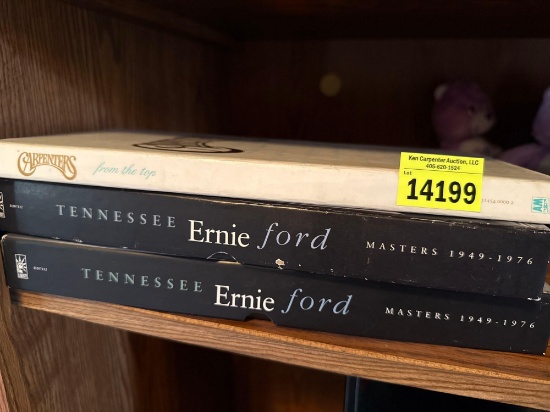 CARPENTERS
from the top
Ken Carpenter Auction, LLC
405-620-1524
Lot
14199
TENNESSEE Ernie ford MASTERS 1949-1976
TENNESSEE Ernie ford MASTERS 1949-1976